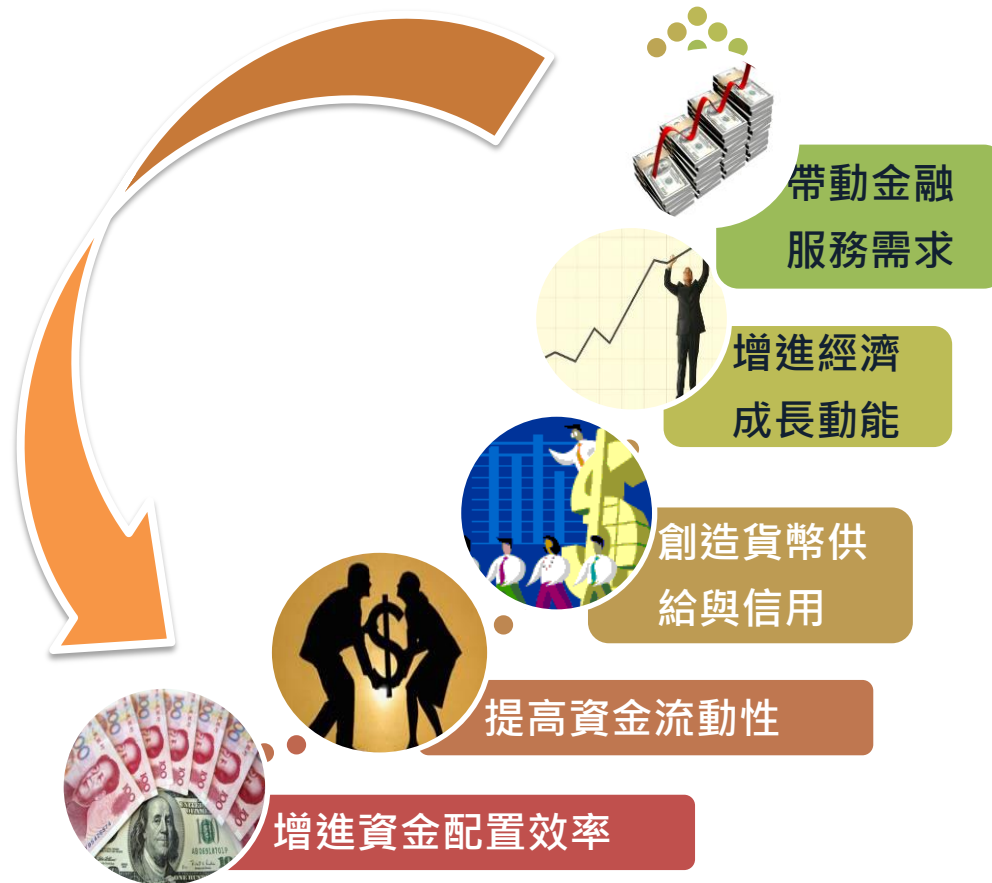 帶動金融
服務需求
增進經濟
成長動能
創造貨幣供
給與信用
提高資金流動性
增進資金配置效率